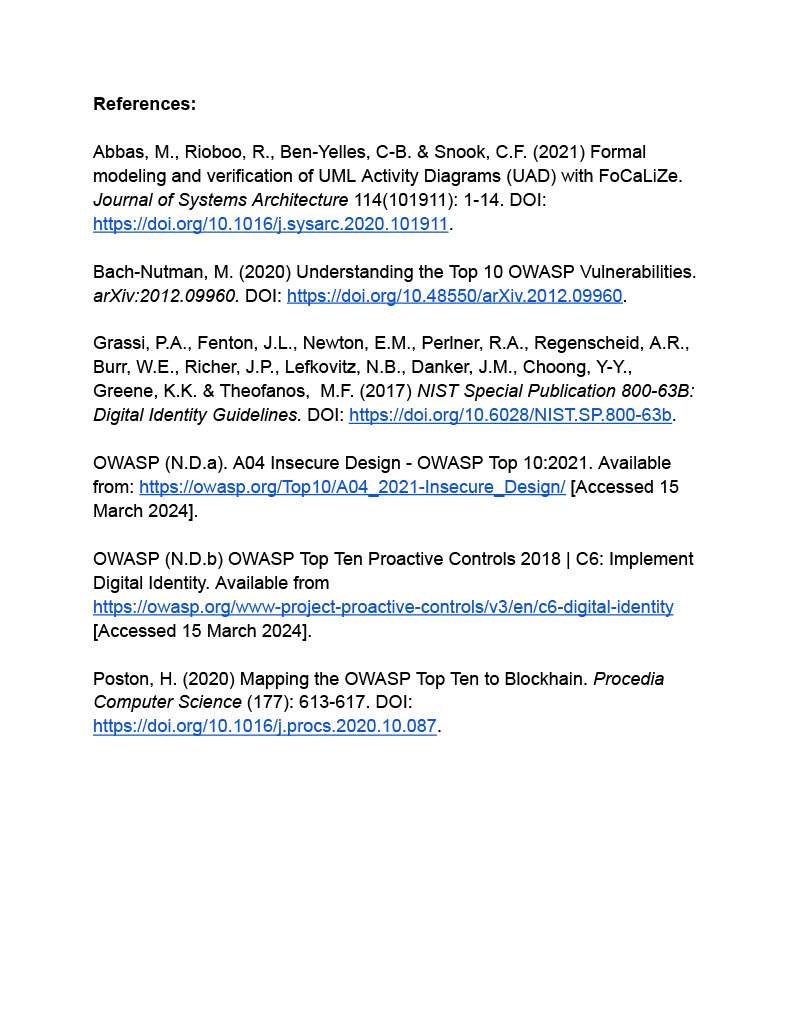 References:
Abbas, M., Rioboo, R., Ben-Yelles, C-B. & Snook, C.F. (2021) Formal
modeling and verification of UML Activity Diagrams (UAD) with FoCaLiZe.
Journal of Systems Architecture 114(101911): 1-14. DOI:
https://doi.org/10.1016/j.sysarc.2020.101911.
Bach-Nutman, M. (2020) Understanding the Top 10 OWASP Vulnerabilities.
arXiv:2012.09960. DOI: https://doi.org/10.48550/arXiv.2012.09960.
Grassi, P.A., Fenton, J.L., Newton, E.M., Perlner, R.A., Regenscheid, A.R.,
Burr, W.E., Richer, J.P., Lefkovitz, N.B., Danker, J.M., Choong, Y-Y.,
Greene, K.K. & Theofanos,  M.F. (2017) NIST Special Publication 800-63B:
Digital Identity Guidelines. DOI: https://doi.org/10.6028/NIST.SP.800-63b.
OWASP (N.D.a). A04 Insecure Design - OWASP Top 10:2021. Available
from: https://owasp.org/Top10/A04_2021-Insecure_Design/ [Accessed 15
March 2024].
OWASP (N.D.b) OWASP Top Ten Proactive Controls 2018 | C6: Implement
Digital Identity. Available from
https://owasp.org/www-project-proactive-controls/v3/en/c6-digital-identity
[Accessed 15 March 2024].
Poston, H. (2020) Mapping the OWASP Top Ten to Blockhain. Procedia
Computer Science (177): 613-617. DOI:
https://doi.org/10.1016/j.procs.2020.10.087.